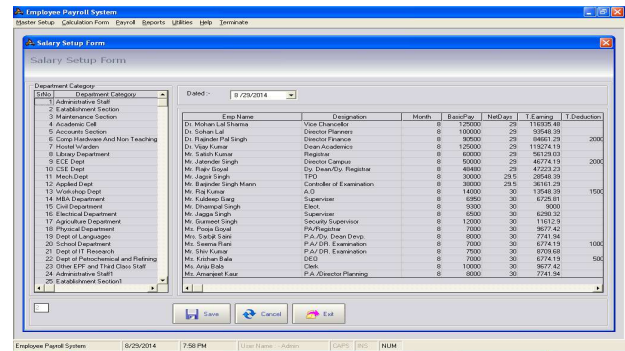 Employee Payroll System
Master Setup Calculation Form Payroll Reports Utilities Help Terminate
Salary Setup Form
Salary Setup Form
Department Category
SrNo Department Category
1 Administrative Staff
2 Eatablishment Section
3 Maintenance Section
4 Academic Cell
5 Accounts Section
6 Comp Hardware And Non Teaching
7 Hostel Warden
8 Library Department
9 ECE Dept
10 CSE Dept
11 Mech.Dept
12 Applied Dept
13 Workshop Dept
14 MBA Department
15 Civil Department
16 Electrical Department
17 Agriculture Department
18 Physical Department
19 Dept of Languages
20 School Department
21 Dept of IT Research
22 Dept of Petrochemical and Refining
23 Other EPF and Third Class Staff
24 Administrative Staff1
25 Eatablishment Section1
Dated :- 8 /29/2014
Emp Name Designation Month BasicPay NetDays T.Earning T.Deduction
Dr. Mohan Lal Sharma Vice Chancellor 8 125000 29 116935.48
Dr. Sohan Lal Director Planners 8 100000 29 93548.39
Dr. Rajinder Pal Singh Director Finance 8 90500 29 84661.29 2000
Dr. Vijay Kumar Dean Academics 8 125000 29 119274.19
Mr. Satish Kumar Registrar 8 60000 29 56129.03
Mr. Jatender Singh Director Campus 8 50000 29 46774.19 2000
Mr. Rajiv Goyal Dy. Dean/Dy. Registrar 8 48480 29 47223.23
Mr. Jagsir Singh TPO 8 30000 29.5 28548.39
Mr. Barjinder Singh Mann Controller of Examination 8 38000 29.5 36161.29
Mr. Raj Kumar A.O 8 14000 30 13548.39 1500
Mr. Kuldeep Garg Superviser 8 6950 30 6725.81
Mr. Dhampal Singh Elect. 8 9300 30 9000
Mr. Jagga Singh Superviser 8 6500 30 6290.32
Mr. Gurmeet Singh Security Supervisor 8 12000 30 11612.9
Ms. Pooja Goyal PA/Registrar 8 7000 30 9677.42
Mrs. Sarbjit Saini P.A./Dy. Dean Devp. 8 8000 30 7741.94
Ms. Seema Rani P.A/ DR. Examination 8 7000 30 6774.19 1000
Mr. Shiv Kumar P.A/ DR. Examination 8 7500 30 8709.68
Ms. Krishan Bala DEO 8 7000 30 6774.19 500
Ms. Anju Bala Clerk 8 10000 30 9677.42
Ms. Amanjeet Kaur P.A./Director Planning 8 8000 30 7741.94
Save Cancel Exit
Employee Payroll System 8/29/2014 7:58 PM User Name :- Admin CAPS INS NUM